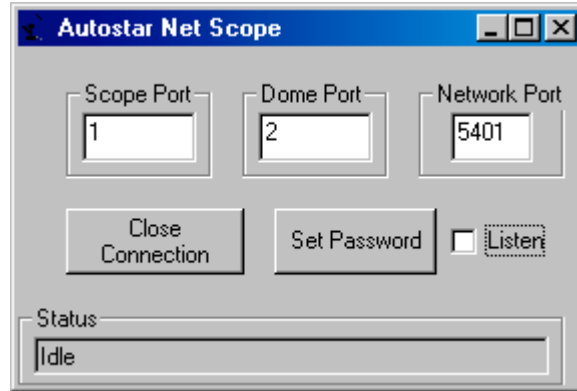 Autostar Net Scope
Scope Port
Dome Port
Network Port
1
2
5401
Close
Connection
Set Password
Listen
Status
Idle